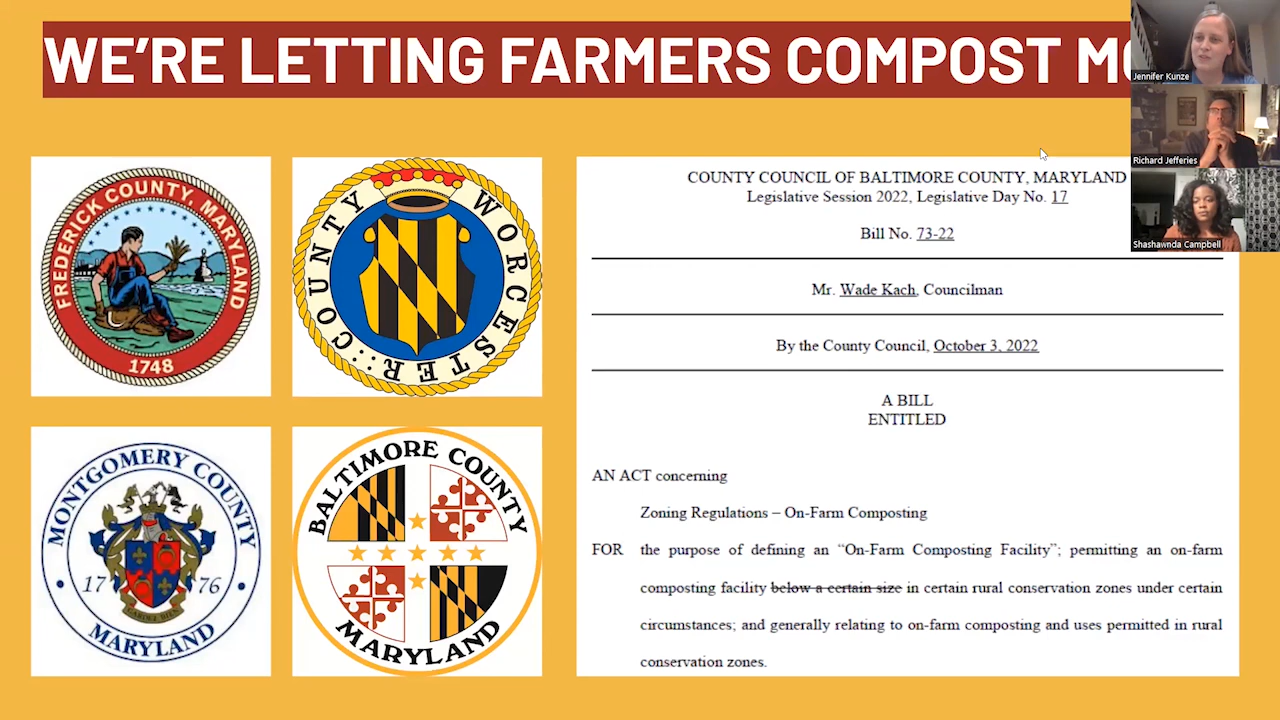 WE'RE LETTING FARMERS COMPOST
Jennifer Kunze
Richard Jefferies
Shashawnda Campbell
FREDERICK COUNTY, MARYLAND
1748
COUNTY WORCESTER
MONTGOMERY COUNTY
17 76
MARYLAND
BALTIMORE COUNTY
MARYLAND
COUNTY COUNCIL OF BALTIMORE COUNTY, MARYLAND
Legislative Session 2022, Legislative Day No. 17
Bill No. 73-22
Mr. Wade Kach, Councilman
By the County Council, October 3, 2022
A BILL
ENTITLED
AN ACT concerning
Zoning Regulations – On-Farm Composting
FOR the purpose of defining an “On-Farm Composting Facility”; permitting an on-farm
composting facility below a certain size in certain rural conservation zones under certain
circumstances; and generally relating to on-farm composting and uses permitted in rural
conservation zones.